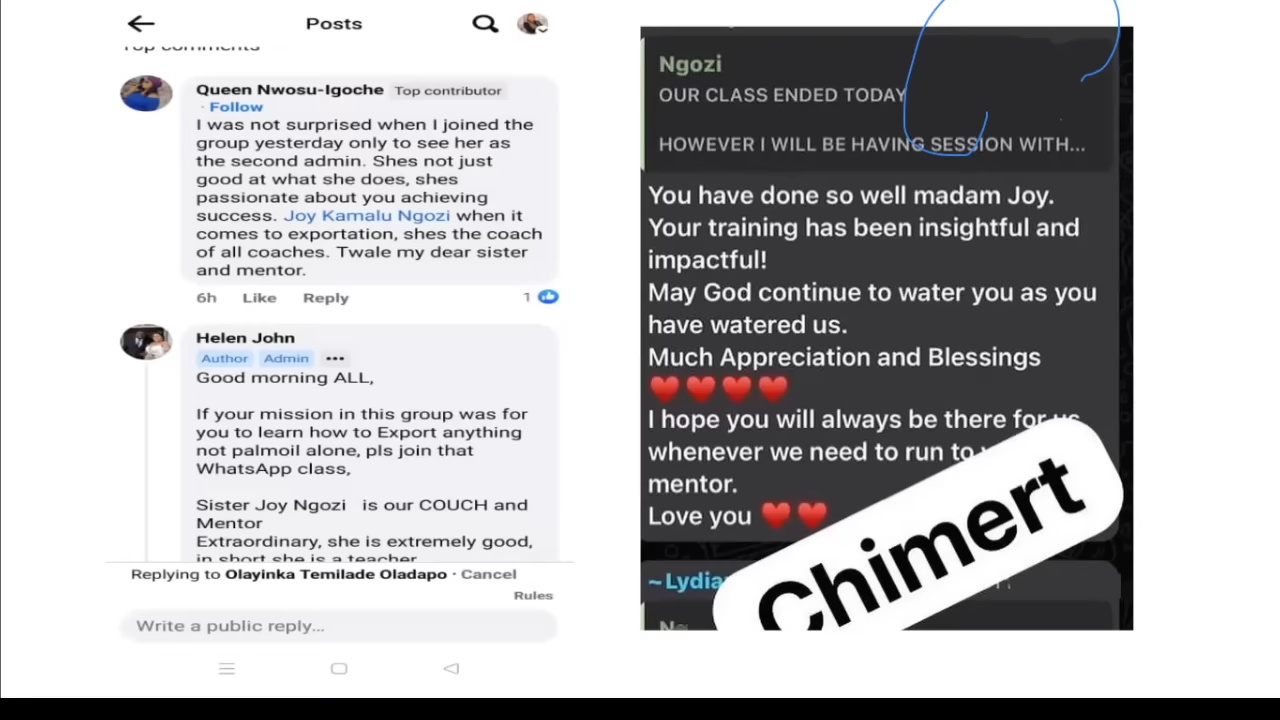 Posts
Top comments
Queen Nwosu-Igoche Top contributor
· Follow
I was not surprised when I joined the
group yesterday only to see her as
the second admin. Shes not just
good at what she does, shes
passionate about you achieving
success. Joy Kamalu Ngozi when it
comes to exportation, shes the coach
of all coaches. Twale my dear sister
and mentor.
6h Like Reply 1
Helen John
Author Admin •••
Good morning ALL,
If your mission in this group was for
you to learn how to Export anything
not palmoil alone, pls join that
WhatsApp class,
Sister Joy Ngozi is our COUCH and
Mentor
Extraordinary, she is extremely good,
in short she is a teacher
Replying to Olayinka Temilade Oladapo · Cancel
Rules
Write a public reply...
Ngozi
OUR CLASS ENDED TODAY
HOWEVER I WILL BE HAVING SESSION WITH...
You have done so well madam Joy.
Your training has been insightful and
impactful!
May God continue to water you as you
have watered us.
Much Appreciation and Blessings
❤️❤️❤️❤️
I hope you will always be there for us
whenever we need to run to
mentor.
Love you ❤️❤️
~Lydia
Chimert